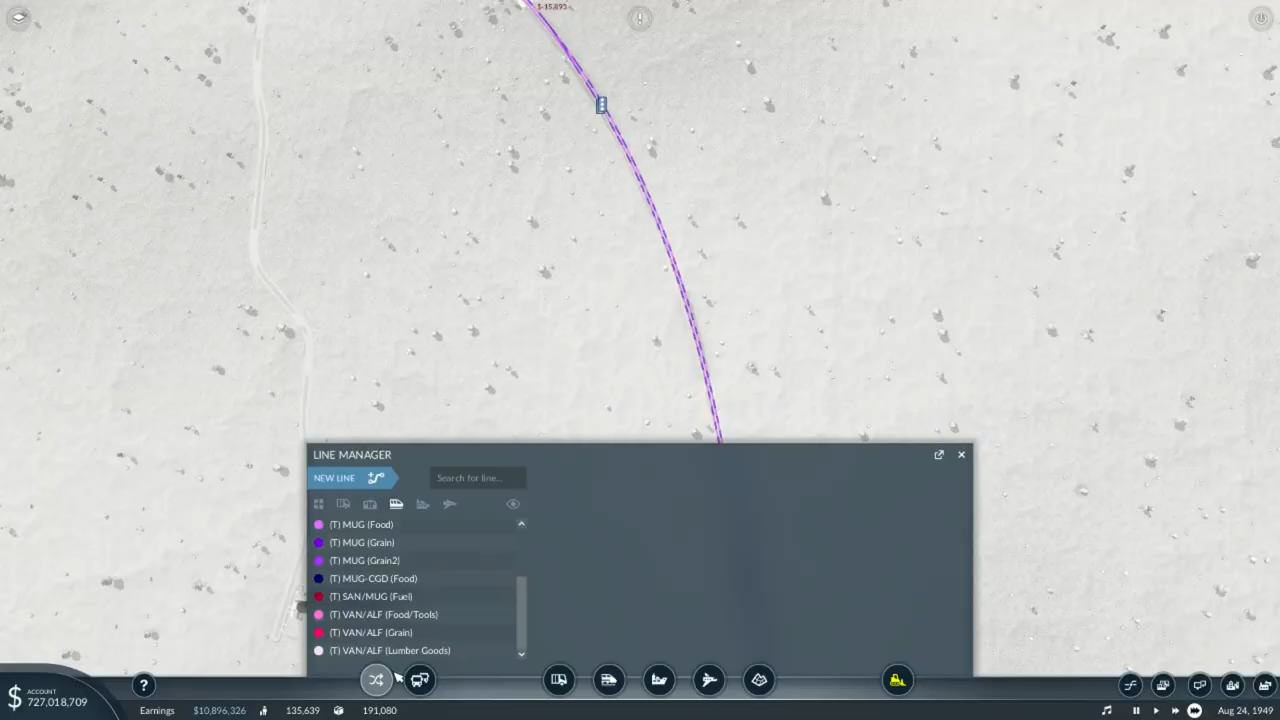 $-15,893
LINE MANAGER
NEW LINE
Search for line...
(T) MUG (Food)
(T) MUG (Grain)
(T) MUG (Grain2)
(T) MUG-CGD (Food)
(T) SAN/MUG (Fuel)
(T) VAN/ALF (Food/Tools)
(T) VAN/ALF (Grain)
(T) VAN/ALF (Lumber Goods)
?
$ ACCOUNT
727,018,709
Earnings $10,896,326 135,639 191,080 Aug 24, 1949